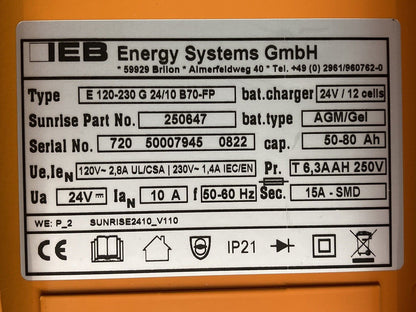 IEB Energy Systems GmbH
* 59929 Brilon * Almerfeldweg 40 * Tel. +49 (0) 2961/960762-0
Type E 120-230 G 24/10 B70-FP bat.charger 24V / 12 cells
Sunrise Part No. 250647 bat.type AGM/Gel
Serial No. 720 50007945 0822 cap. 50-80 Ah
Ue,IeN 120V~ 2,8A UL/CSA | 230V~ 1,4A IEC/EN Pr. T 6,3AAH 250V
Ua 24V⎓ IaN 10 A f 50-60 Hz Sec. 15A - SMD
WE: P_2 SUNRISE2410_V110
CE IP21